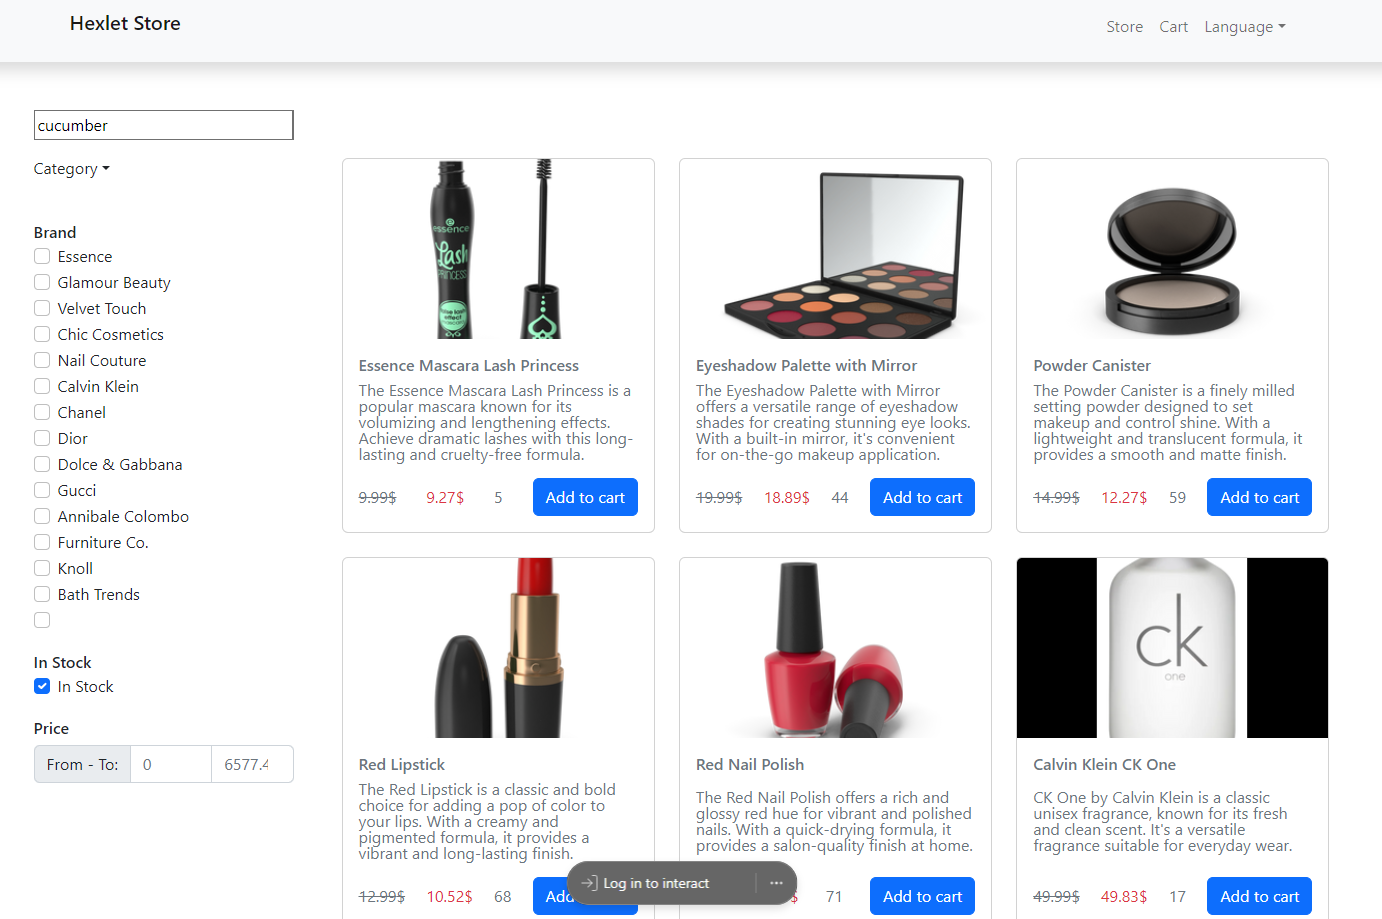 Hexlet Store
Store
Cart
Language
cucumber
Category
Brand
Essence
Glamour Beauty
Velvet Touch
Chic Cosmetics
Nail Couture
Calvin Klein
Chanel
Dior
Dolce & Gabbana
Gucci
Annibale Colombo
Furniture Co.
Knoll
Bath Trends
In Stock
In Stock
Price
From - To:
0
6577.4
essence
Lash
PRINCESS
Essence Mascara Lash Princess
The Essence Mascara Lash Princess is a
popular mascara known for its
volumizing and lengthening effects.
Achieve dramatic lashes with this long-
lasting and cruelty-free formula.
9.99$ 9.27$ 5 Add to cart
Eyeshadow Palette with Mirror
The Eyeshadow Palette with Mirror
offers a versatile range of eyeshadow
shades for creating stunning eye looks.
With a built-in mirror, it's convenient
for on-the-go makeup application.
19.99$ 18.89$ 44 Add to cart
Powder Canister
The Powder Canister is a finely milled
setting powder designed to set
makeup and control shine. With a
lightweight and translucent formula, it
provides a smooth and matte finish.
14.99$ 12.27$ 59 Add to cart
Red Lipstick
The Red Lipstick is a classic and bold
choice for adding a pop of color to
your lips. With a creamy and
pigmented formula, it provides a
vibrant and long-lasting finish.
12.99$ 10.52$ 68
Red Nail Polish
The Red Nail Polish offers a rich and
glossy red hue for vibrant and polished
nails. With a quick-drying formula, it
provides a salon-quality finish at home.
71 Add to cart
ck
one
Calvin Klein CK One
CK One by Calvin Klein is a classic
unisex fragrance, known for its fresh
and clean scent. It's a versatile
fragrance suitable for everyday wear.
49.99$ 49.83$ 17 Add to cart
Log in to interact